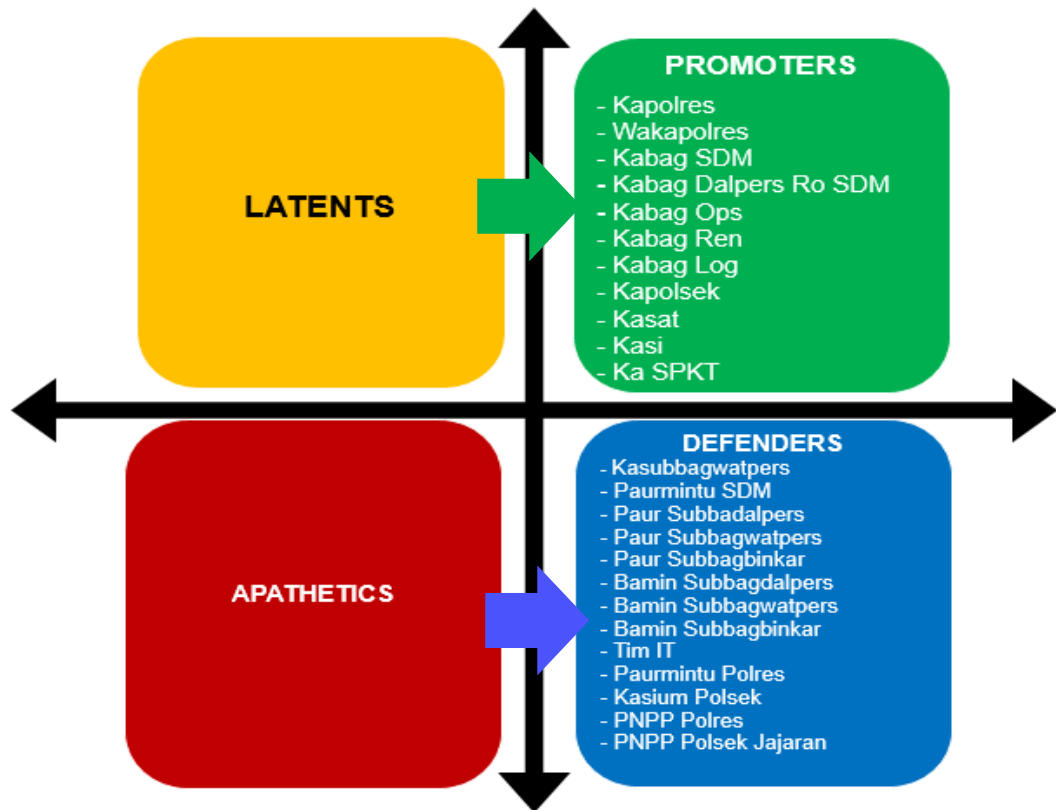 LATENTS
PROMOTERS
- Kapolres
- Wakapolres
- Kabag SDM
- Kabag Dalpers Ro SDM
- Kabag Ops
- Kabag Ren
- Kabag Log
- Kapolsek
- Kasat
- Kasi
- Ka SPKT
APATHETICS
DEFENDERS
- Kasubbagwatpers
- Paurmintu SDM
- Paur Subbadalpers
- Paur Subbagwatpers
- Paur Subbagbinkar
- Bamin Subbagdalpers
- Bamin Subbagwatpers
- Bamin Subbagbinkar
- Tim IT
- Paurmintu Polres
- Kasium Polsek
- PNPP Polres
- PNPP Polsek Jajaran